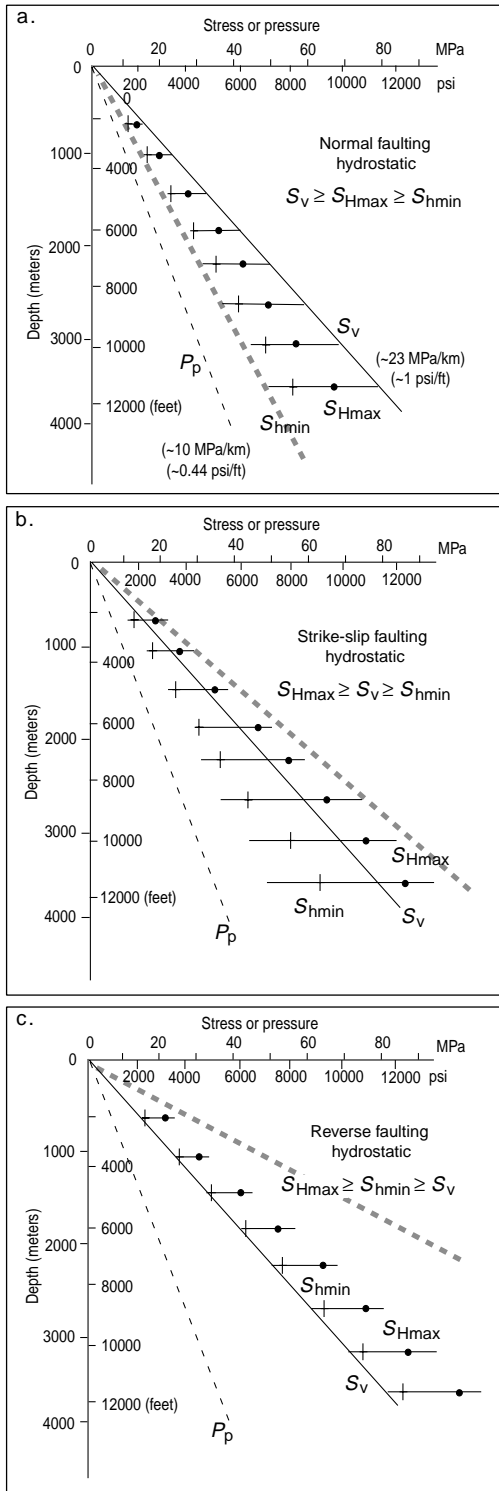 a.
Stress or pressure
0 20 40 60 80 MPa
0 2000 4000 6000 8000 10000 12000 psi
0
1000
4000
6000
2000
8000
3000
10000
12000 (feet)
4000
Depth (meters)
Normal faulting
hydrostatic
Sv ≥ SHmax ≥ Shmin
Sv
(~23 MPa/km)
(~1 psi/ft)
Pp
SHmax
Shmin
(~10 MPa/km)
(~0.44 psi/ft)
b.
Stress or pressure
0 20 40 60 80 MPa
2000 4000 6000 8000 10000 12000
0
1000
4000
6000
2000
8000
3000
10000
12000 (feet)
4000
Depth (meters)
Strike-slip faulting
hydrostatic
SHmax ≥ Sv ≥ Shmin
SHmax
Shmin
Sv
Pp
c.
Stress or pressure
0 20 40 60 80 MPa
2000 4000 6000 8000 10000 12000 psi
0
1000
4000
6000
2000
8000
3000
10000
12000 (feet)
4000
Depth (meters)
Reverse faulting
hydrostatic
SHmax ≥ Shmin ≥ Sv
Shmin
SHmax
Sv
Pp